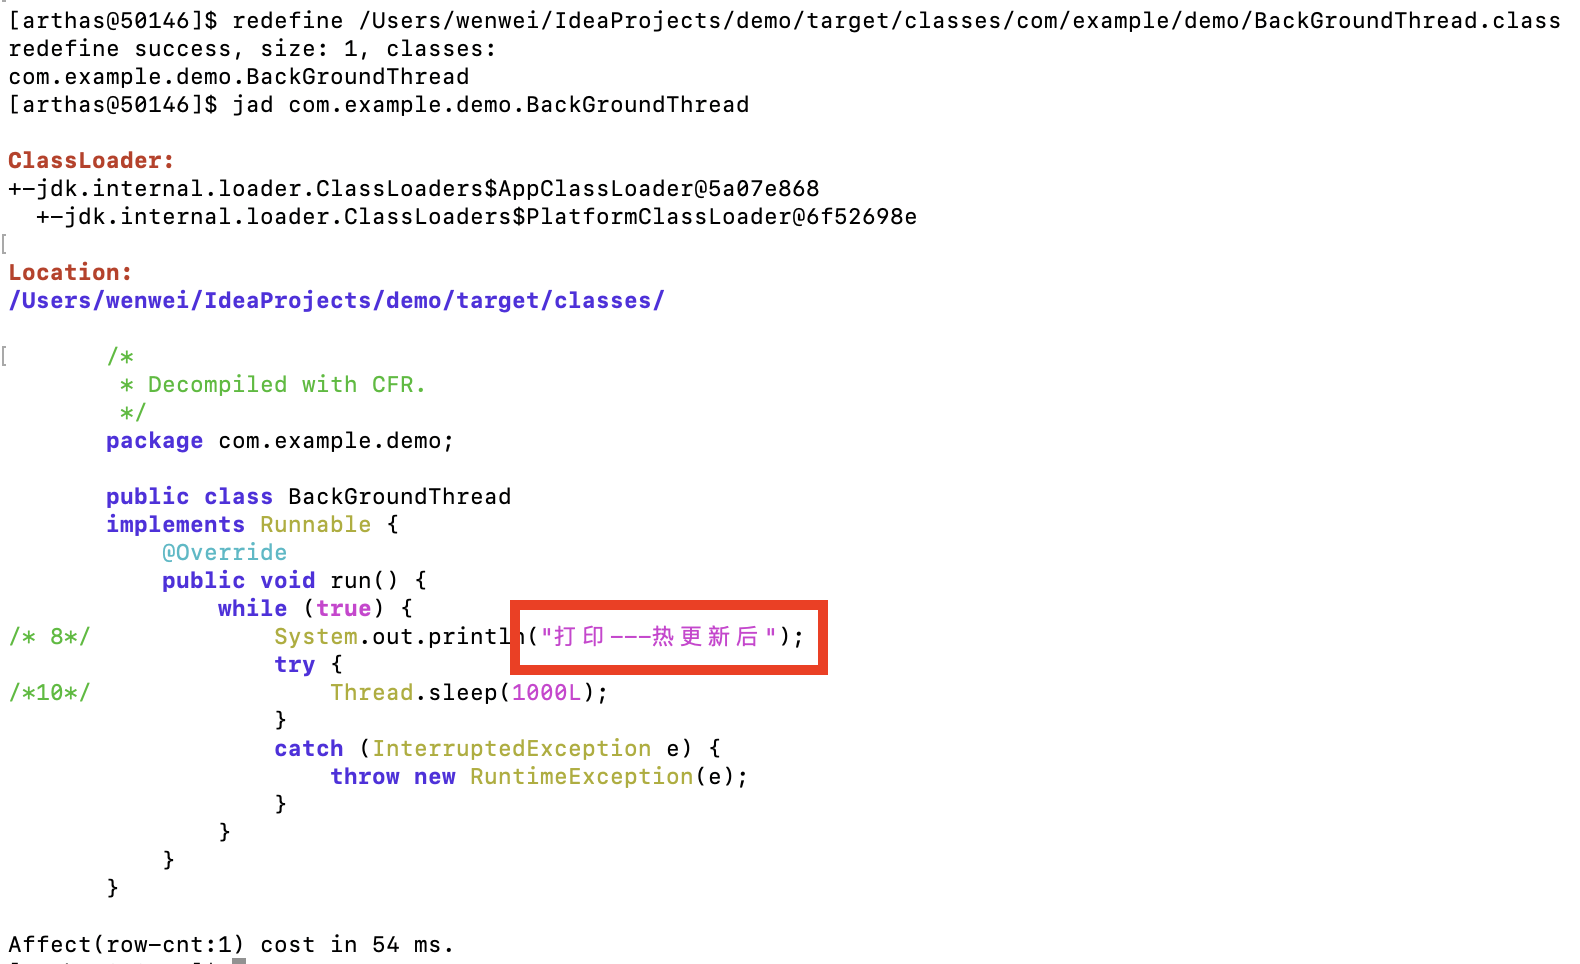 [arthas@50146]$ redefine /Users/wenwei/IdeaProjects/demo/target/classes/com/example/demo/BackGroundThread.class
redefine success, size: 1, classes:
com.example.demo.BackGroundThread
[arthas@50146]$ jad com.example.demo.BackGroundThread
ClassLoader:
+-jdk.internal.loader.ClassLoaders$AppClassLoader@5a07e868
+-jdk.internal.loader.ClassLoaders$PlatformClassLoader@6f52698e
Location:
/Users/wenwei/IdeaProjects/demo/target/classes/
/*
* Decompiled with CFR.
*/
package com.example.demo;
public class BackGroundThread
implements Runnable {
@Override
public void run() {
while (true) {
/* 8*/ System.out.println("打印---热更新后");
try {
/*10*/ Thread.sleep(1000L);
}
catch (InterruptedException e) {
throw new RuntimeException(e);
}
}
}
}
Affect(row-cnt:1) cost in 54 ms.